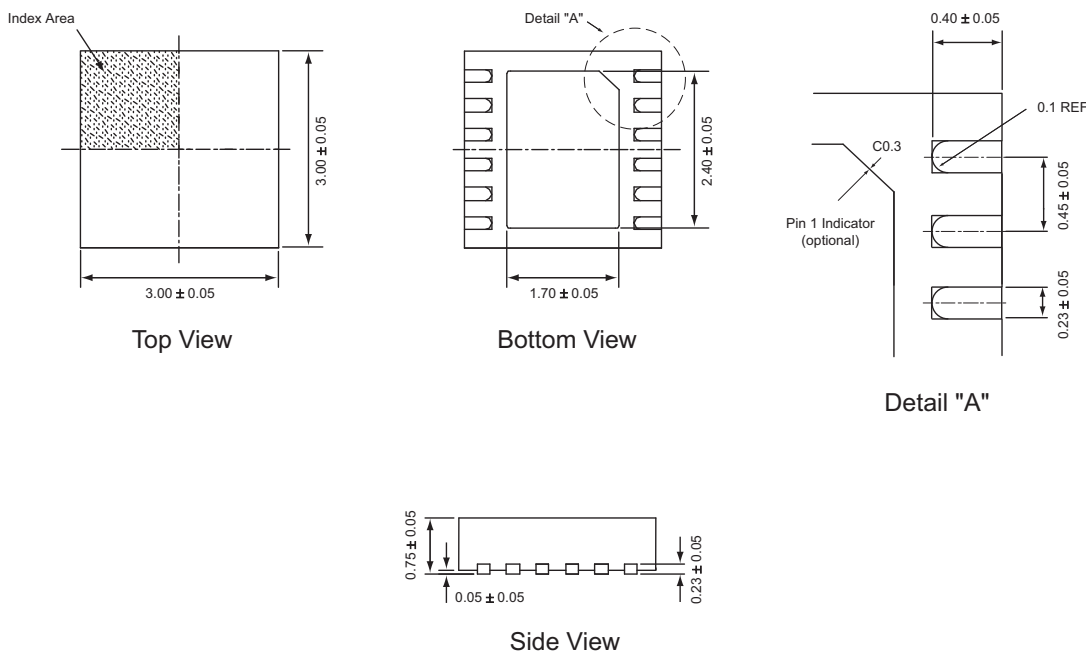 Index Area
3.00 ± 0.05
3.00 ± 0.05
Top View
Detail "A"
2.40 ± 0.05
1.70 ± 0.05
Bottom View
0.40 ± 0.05
0.1 REF
C0.3
0.45 ± 0.05
Pin 1 Indicator
(optional)
0.23 ± 0.05
Detail "A"
0.75 ± 0.05
0.05 ± 0.05
0.23 ± 0.05
Side View